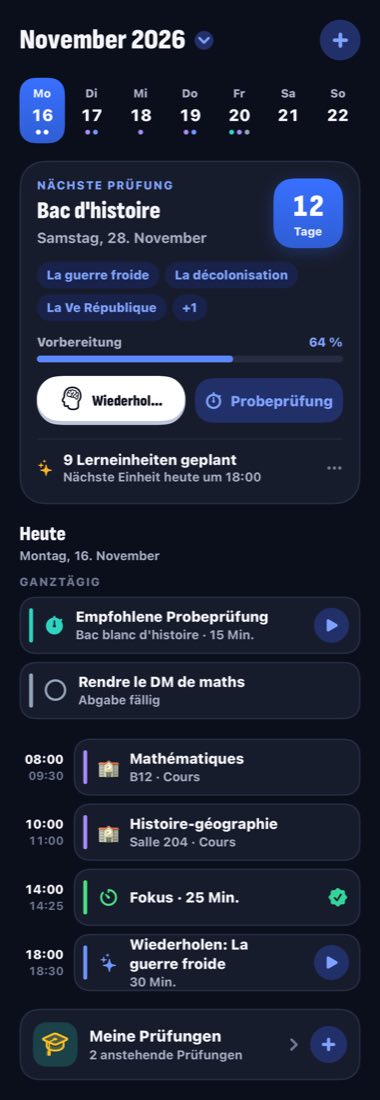 November 2026
Mo Di Mi Do Fr Sa So
16 17 18 19 20 21 22
NÄCHSTE PRÜFUNG
Bac d'histoire
Samstag, 28. November
12
Tage
La guerre froide
La décolonisation
La Ve République
+1
Vorbereitung
64 %
Wiederhol...
Probeprüfung
9 Lerneinheiten geplant
Nächste Einheit heute um 18:00
Heute
Montag, 16. November
GANZTÄGIG
Empfohlene Probeprüfung
Bac blanc d'histoire · 15 Min.
Rendre le DM de maths
Abgabe fällig
08:00
09:30
Mathématiques
B12 · Cours
10:00
11:00
Histoire-géographie
Salle 204 · Cours
14:00
14:25
Fokus · 25 Min.
18:00
18:30
Wiederholen: La
guerre froide
30 Min.
Meine Prüfungen
2 anstehende Prüfungen